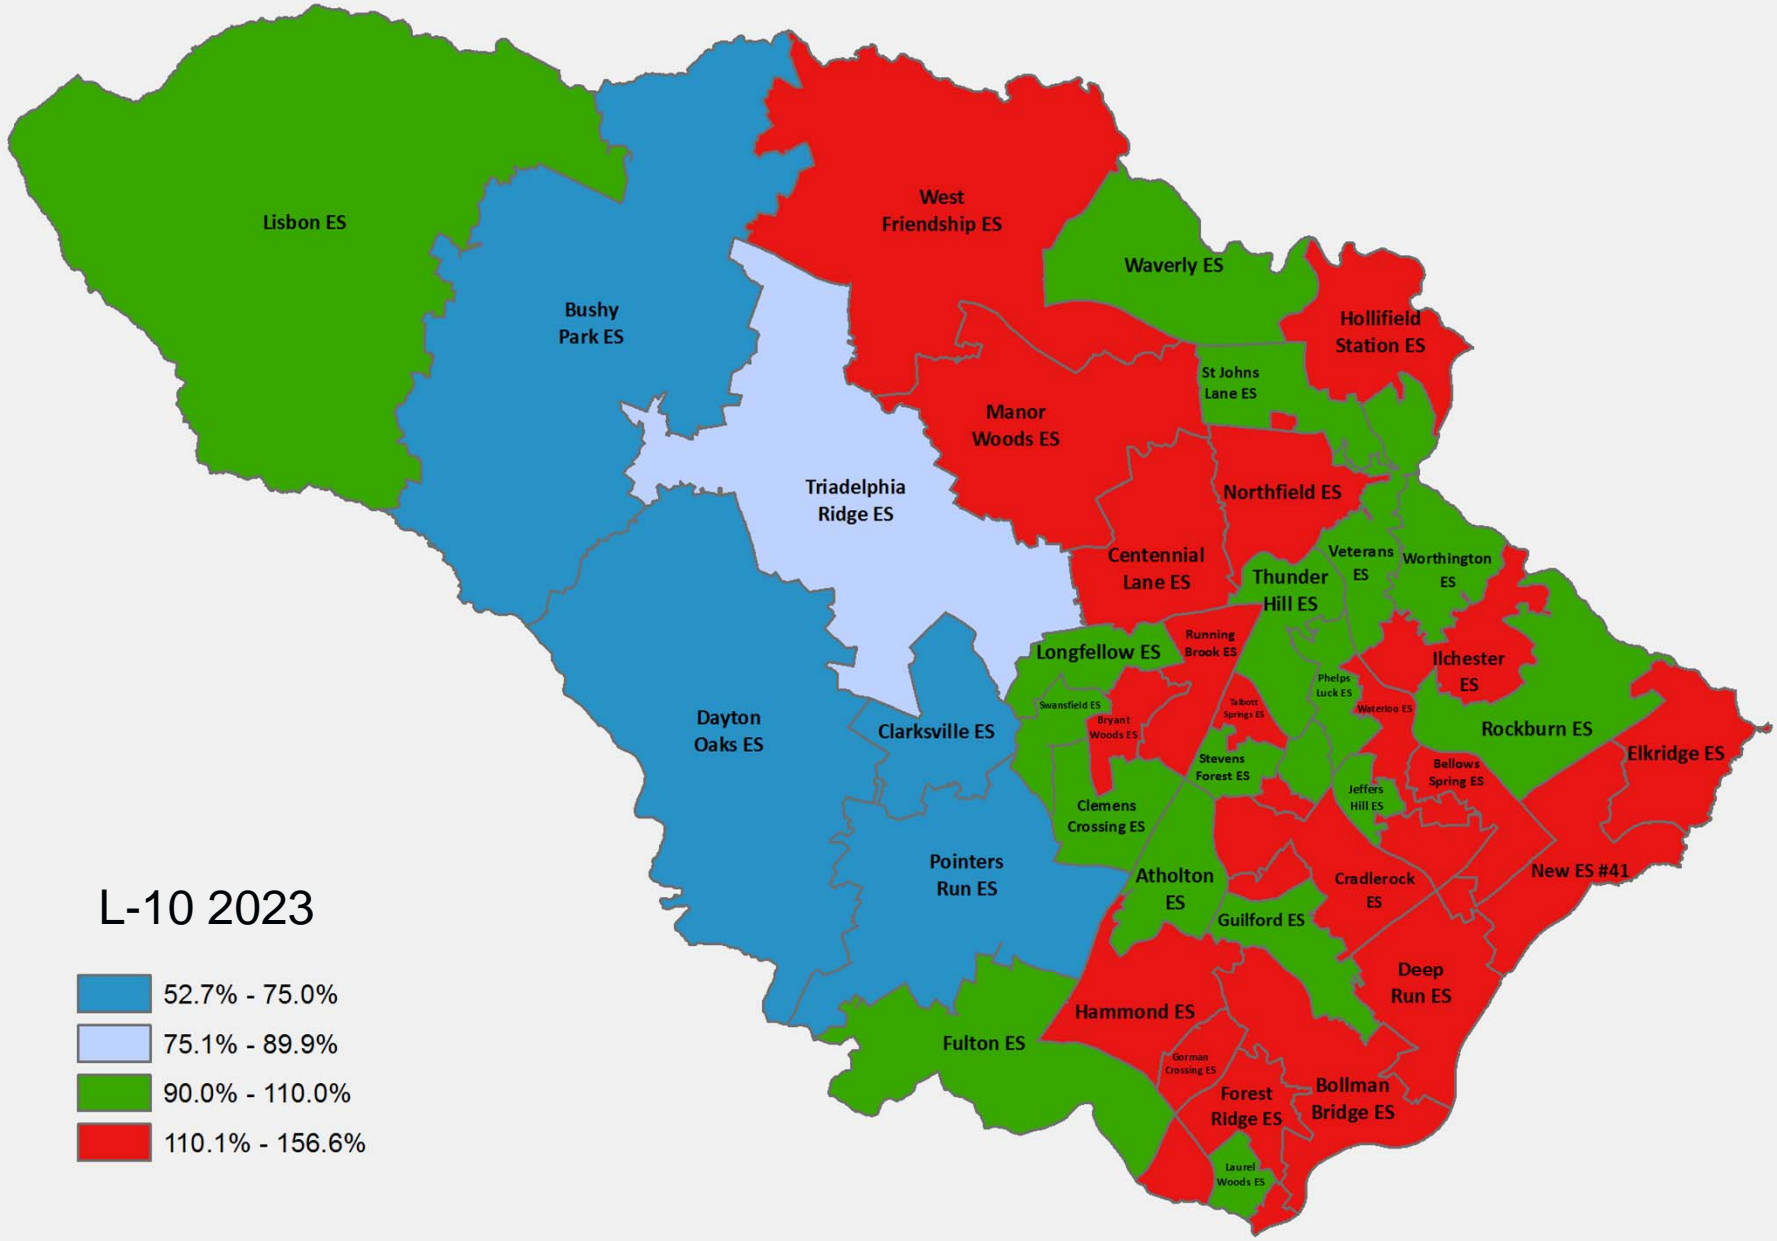 Lisbon ES
West
Friendship ES
Waverly ES
Bushy
Park ES
Hollifield
Station ES
St Johns
Lane ES
Manor
Woods ES
Triadelphia
Ridge ES
Northfield ES
Centennial
Lane ES
Veterans
ES
Worthington
ES
Thunder
Hill ES
Running
Brook ES
Longfellow ES
Ilchester
ES
Phelps
Luck ES
Swansfield ES
Talbott
Springs ES
Waterloo ES
Bryant
Woods ES
Dayton
Oaks ES
Clarksville ES
Rockburn ES
Elkridge ES
Stevens
Forest ES
Bellows
Spring ES
Jeffers
Hill ES
Clemens
Crossing ES
Pointers
Run ES
Atholton
ES
Cradlerock
ES
New ES #41
Guilford ES
Deep
Run ES
Hammond ES
Fulton ES
Gorman
Crossing ES
Forest
Ridge ES
Bollman
Bridge ES
Laurel
Woods ES
L-10 2023
52.7% - 75.0%
75.1% - 89.9%
90.0% - 110.0%
110.1% - 156.6%